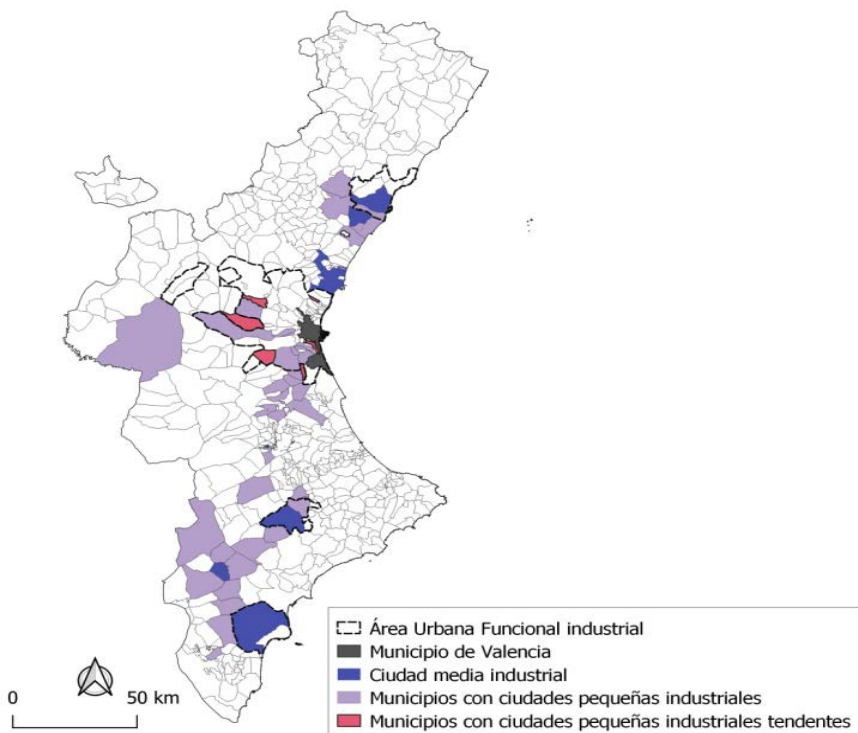 Área Urbana Funcional industrial
Municipio de Valencia
Ciudad media industrial
Municipios con ciudades pequeñas industriales
Municipios con ciudades pequeñas industriales tendentes
0 50 km